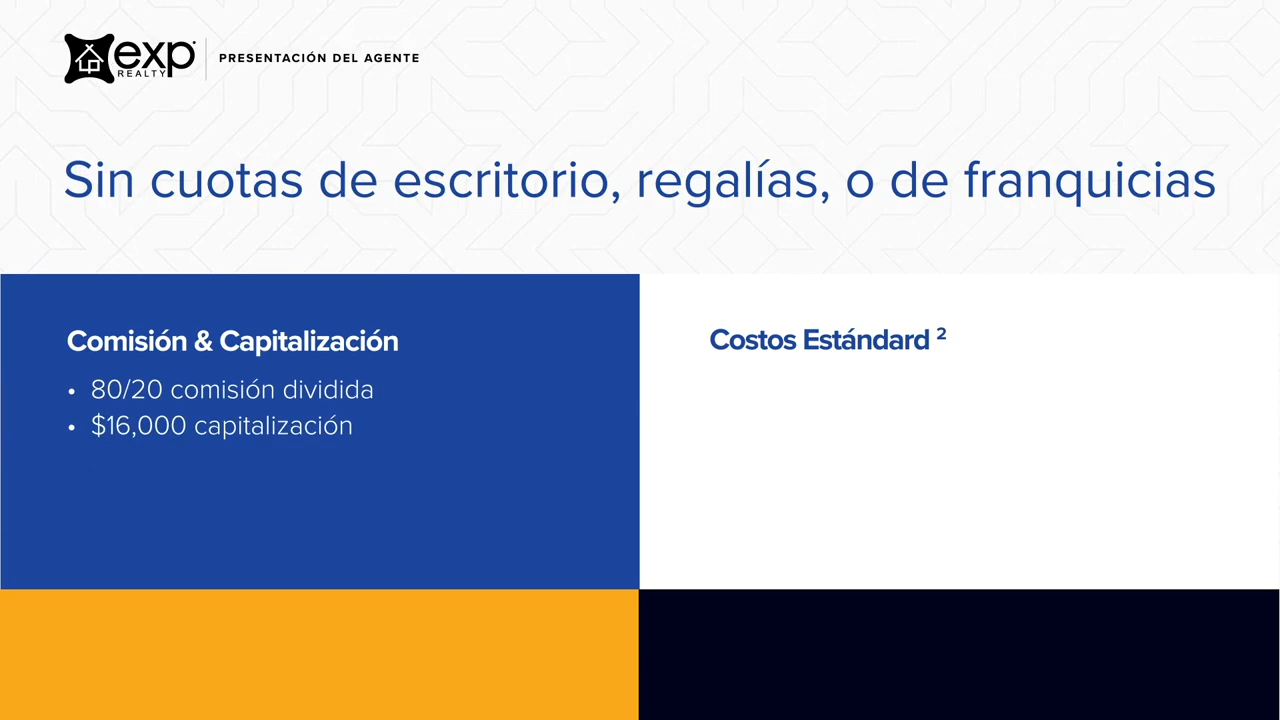 exp
REALTY
PRESENTACIÓN DEL AGENTE
Sin cuotas de escritorio, regalías, o de franquicias
Comisión & Capitalización
• 80/20 comisión dividida
• $16,000 capitalización
Costos Estándard ²